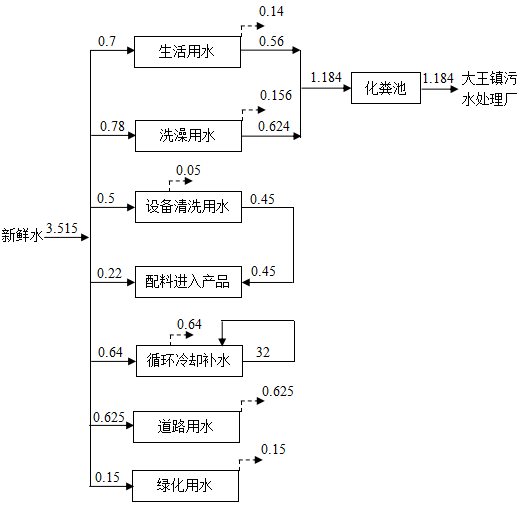 0.14
0.7
生活用水
0.56
1.184
化粪池
1.184
大王镇污
水处理厂
0.156
0.78
洗澡用水
0.624
0.05
0.5
设备清洗用水
0.45
新鲜水
3.515
0.22
配料进入产品
0.45
0.64
0.64
循环冷却补水
32
0.625
0.625
道路用水
0.15
0.15
绿化用水